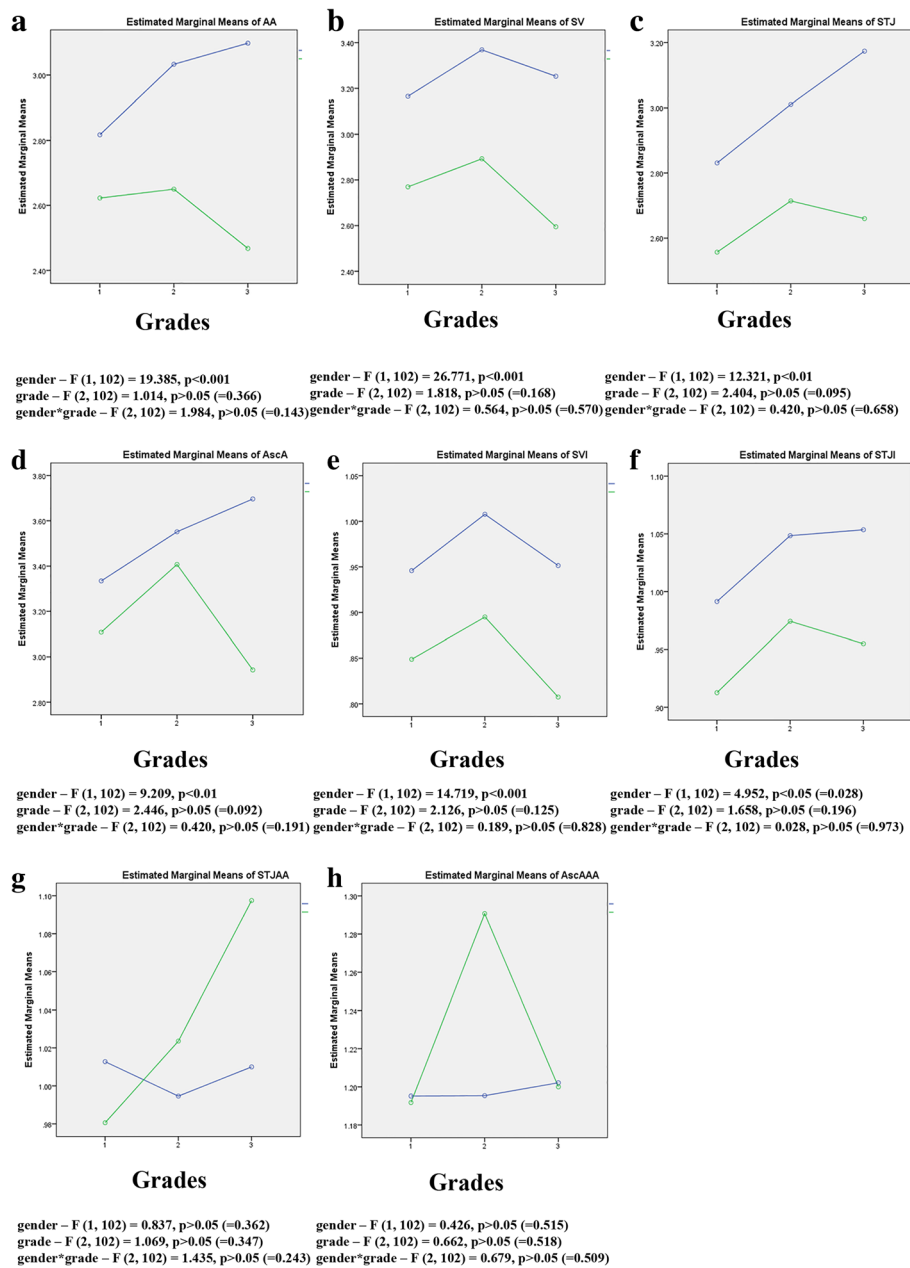 a
Estimated Marginal Means of AA
Estimated Marginal Means
3.00
2.80
2.60
2.40
1 2 3
Grades
gender – F (1, 102) = 19.385, p<0.001
grade – F (2, 102) = 1.014, p>0.05 (=0.366)
gender*grade – F (2, 102) = 1.984, p>0.05 (=0.143)
b
Estimated Marginal Means of SV
Estimated Marginal Means
3.40
3.20
3.00
2.80
2.60
2.40
1 2 3
Grades
gender – F (1, 102) = 26.771, p<0.001
grade – F (2, 102) = 1.818, p>0.05 (=0.168)
gender*grade – F (2, 102) = 0.564, p>0.05 (=0.570)
c
Estimated Marginal Means of STJ
Estimated Marginal Means
3.20
3.00
2.80
2.60
1 2 3
Grades
gender – F (1, 102) = 12.321, p<0.01
grade – F (2, 102) = 2.404, p>0.05 (=0.095)
gender*grade – F (2, 102) = 0.420, p>0.05 (=0.658)
d
Estimated Marginal Means of AscA
Estimated Marginal Means
3.80
3.60
3.40
3.20
3.00
2.80
1 2 3
Grades
gender – F (1, 102) = 9.209, p<0.01
grade – F (2, 102) = 2.446, p>0.05 (=0.092)
gender*grade – F (2, 102) = 0.420, p>0.05 (=0.191)
e
Estimated Marginal Means of SVI
Estimated Marginal Means
1.05
1.00
.95
.90
.85
.80
1 2 3
Grades
gender – F (1, 102) = 14.719, p<0.001
grade – F (2, 102) = 2.126, p>0.05 (=0.125)
gender*grade – F (2, 102) = 0.189, p>0.05 (=0.828)
f
Estimated Marginal Means of STJI
Estimated Marginal Means
1.10
1.05
1.00
.95
.90
1 2 3
Grades
gender – F (1, 102) = 4.952, p<0.05 (=0.028)
grade – F (2, 102) = 1.658, p>0.05 (=0.196)
gender*grade – F (2, 102) = 0.028, p>0.05 (=0.973)
g
Estimated Marginal Means of STJAA
Estimated Marginal Means
1.10
1.08
1.06
1.04
1.02
1.00
.98
1 2 3
Grades
gender – F (1, 102) = 0.837, p>0.05 (=0.362)
grade – F (2, 102) = 1.069, p>0.05 (=0.347)
gender*grade – F (2, 102) = 1.435, p>0.05 (=0.243)
h
Estimated Marginal Means of AscAAA
Estimated Marginal Means
1.30
1.28
1.26
1.24
1.22
1.20
1.18
1 2 3
Grades
gender – F (1, 102) = 0.426, p>0.05 (=0.515)
grade – F (2, 102) = 0.662, p>0.05 (=0.518)
gender*grade – F (2, 102) = 0.679, p>0.05 (=0.509)